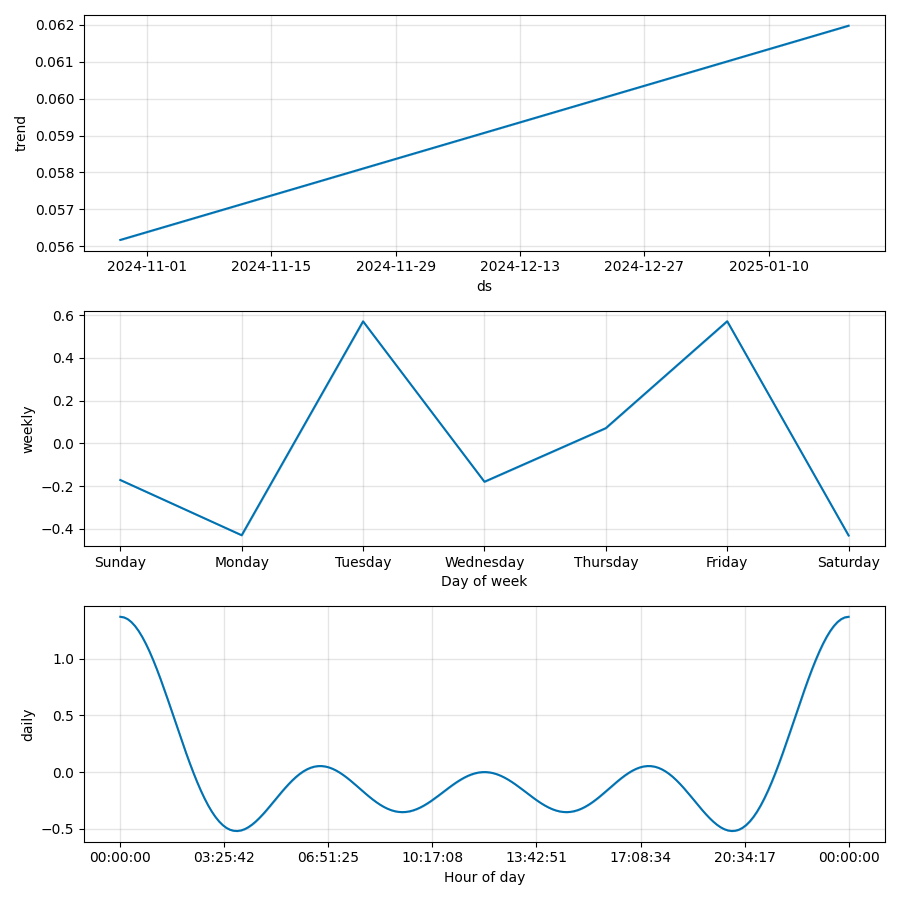 0.062
0.061
0.060
0.059
0.058
0.057
0.056
trend
2024-11-01 2024-11-15 2024-11-29 2024-12-13 2024-12-27 2025-01-10
ds
0.6
0.4
0.2
0.0
−0.2
−0.4
weekly
Sunday Monday Tuesday Wednesday Thursday Friday Saturday
Day of week
1.0
0.5
0.0
−0.5
daily
00:00:00 03:25:42 06:51:25 10:17:08 13:42:51 17:08:34 20:34:17 00:00:00
Hour of day